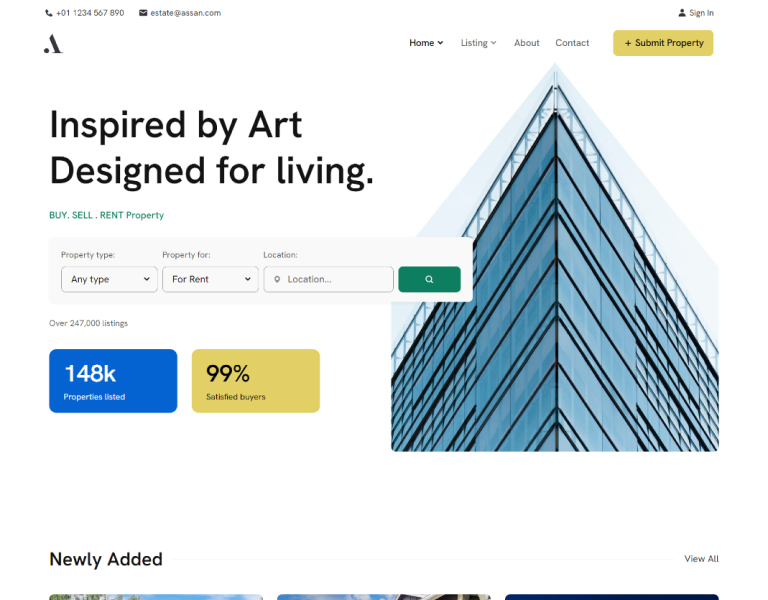 +01 1234 567 890 estate@assan.com Sign In
Home Listing About Contact + Submit Property
Inspired by Art
Designed for living.
BUY. SELL . RENT Property
Property type: Property for: Location:
Any type For Rent Location...
Over 247,000 listings
148k 99%
Properties listed Satisfied buyers
Newly Added View All